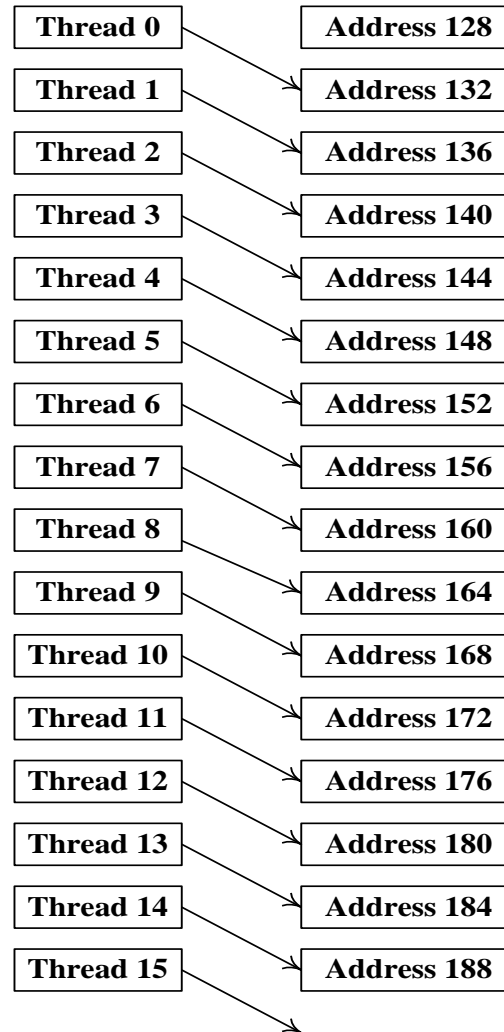 Thread 0 Address 128
Thread 1 Address 132
Thread 2 Address 136
Thread 3 Address 140
Thread 4 Address 144
Thread 5 Address 148
Thread 6 Address 152
Thread 7 Address 156
Thread 8 Address 160
Thread 9 Address 164
Thread 10 Address 168
Thread 11 Address 172
Thread 12 Address 176
Thread 13 Address 180
Thread 14 Address 184
Thread 15 Address 188